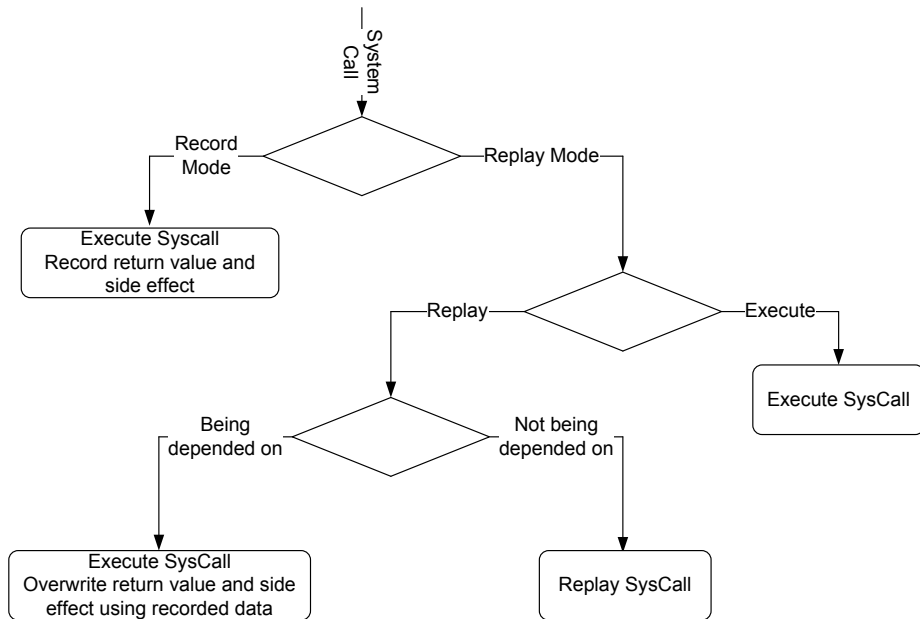 System
Call
Record
Mode
Replay Mode
Execute Syscall
Record return value and
side effect
Replay
Execute
Execute SysCall
Being
depended on
Not being
depended on
Execute SysCall
Overwrite return value and side
effect using recorded data
Replay SysCall